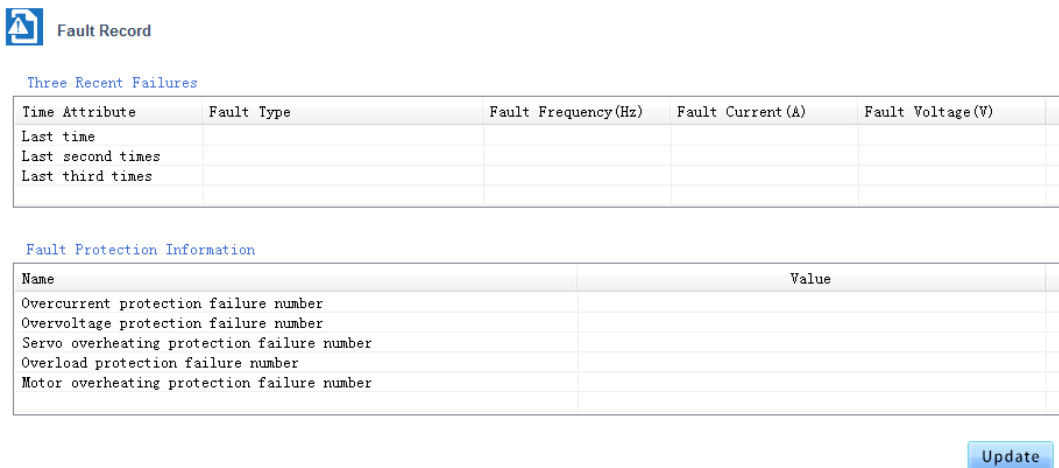 Fault Record
Three Recent Failures
Time Attribute Fault Type Fault Frequency(Hz) Fault Current(A) Fault Voltage(V)
Last time
Last second times
Last third times
Fault Protection Information
Name Value
Overcurrent protection failure number
Overvoltage protection failure number
Servo overheating protection failure number
Overload protection failure number
Motor overheating protection failure number
Update